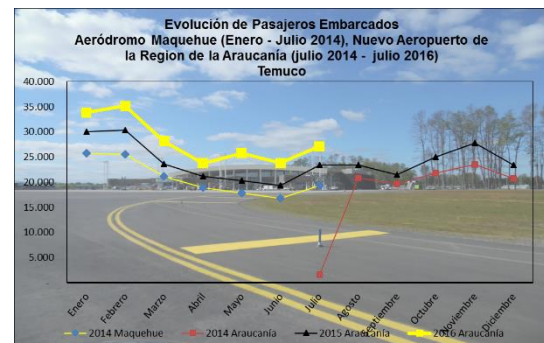 Evolución de Pasajeros Embarcados
Aeródromo Maquehue (Enero - Julio 2014), Nuevo Aeropuerto de
la Region de la Araucanía (julio 2014 - julio 2016)
Temuco
40.000
35.000
30.000
25.000
20.000
15.000
10.000
5.000
Enero
Febrero
Marzo
Abril
Mayo
Junio
Julio
Agosto
Septiembre
Octubre
Noviembre
Diciembre
2014 Maquehue
2014 Araucanía
2015 Araucanía
2016 Araucanía